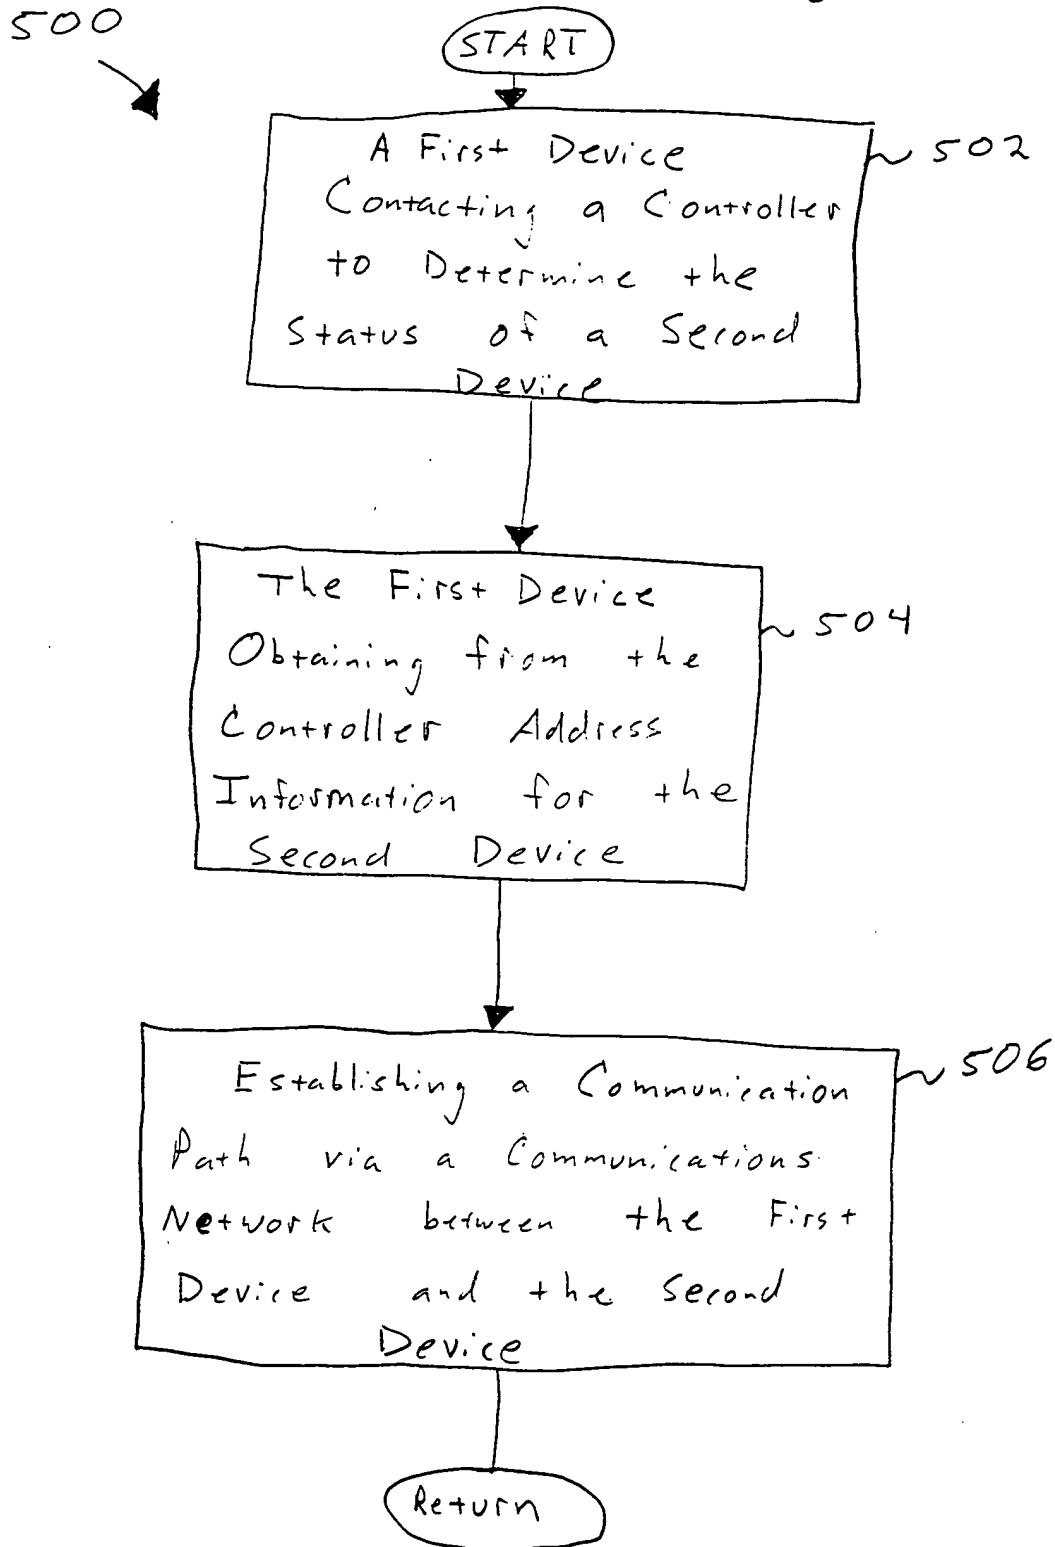 500
START
A First Device
Contacting a Controller
to Determine the
Status of a Second
Device
502
The First Device
Obtaining from the
Controller Address
Information for the
Second Device
504
Establishing a Communication
Path via a Communications
Network between the First
Device and the Second
Device
506
Return